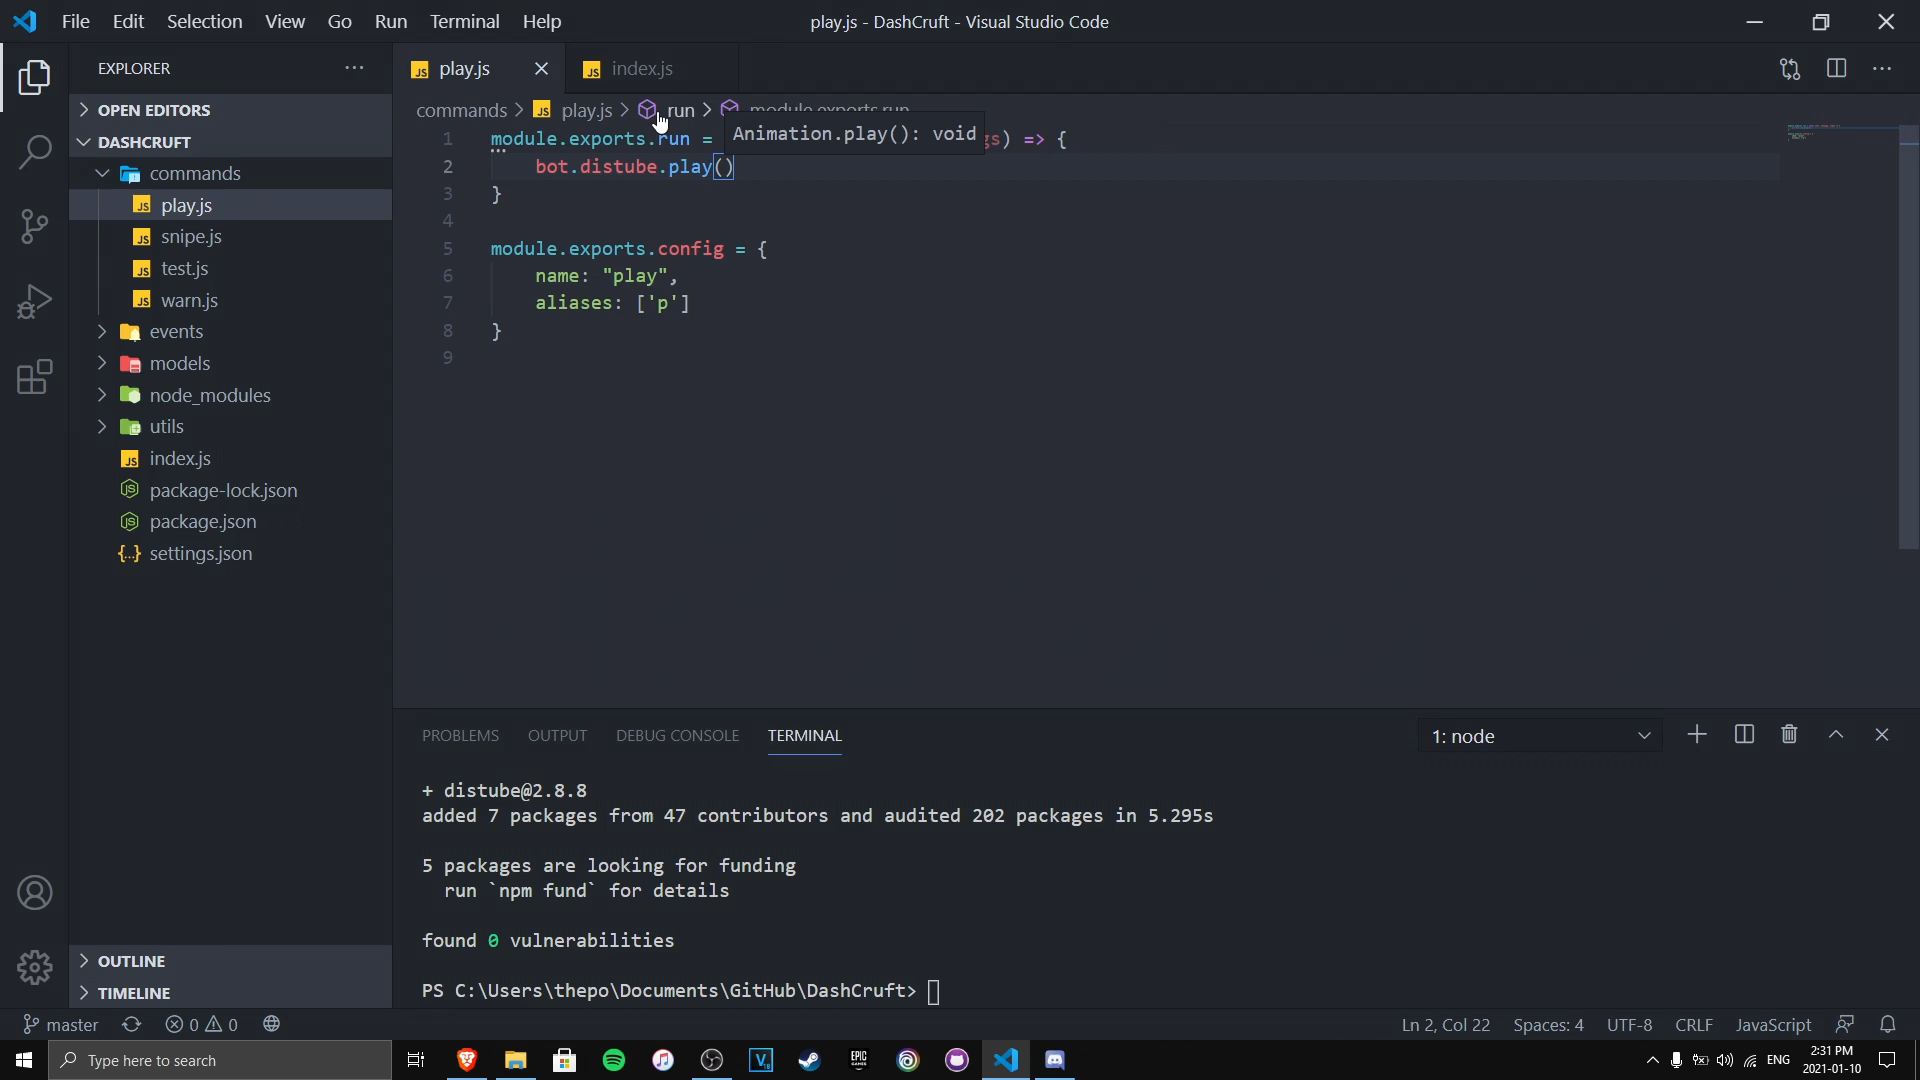 File Edit Selection View Go Run Terminal Help
play.js - DashCruft - Visual Studio Code
EXPLORER
OPEN EDITORS
DASHCRUFT
commands
play.js
snipe.js
test.js
warn.js
events
models
node_modules
utils
index.js
package-lock.json
package.json
settings.json
OUTLINE
TIMELINE
play.js
index.js
commands > play.js > run > module.exports.run
Animation.play(): void
1 module.exports.run = gs) => {
2 bot.distube.play()
3 }
4
5 module.exports.config = {
6 name: "play",
7 aliases: ['p']
8 }
9
PROBLEMS OUTPUT DEBUG CONSOLE TERMINAL
1: node
+ distube@2.8.8
added 7 packages from 47 contributors and audited 202 packages in 5.295s
5 packages are looking for funding
run `npm fund` for details
found 0 vulnerabilities
PS C:\Users\thepo\Documents\GitHub\DashCruft>
master 0 0
Ln 2, Col 22 Spaces: 4 UTF-8 CRLF JavaScript
Type here to search
ENG
2:31 PM
2021-01-10